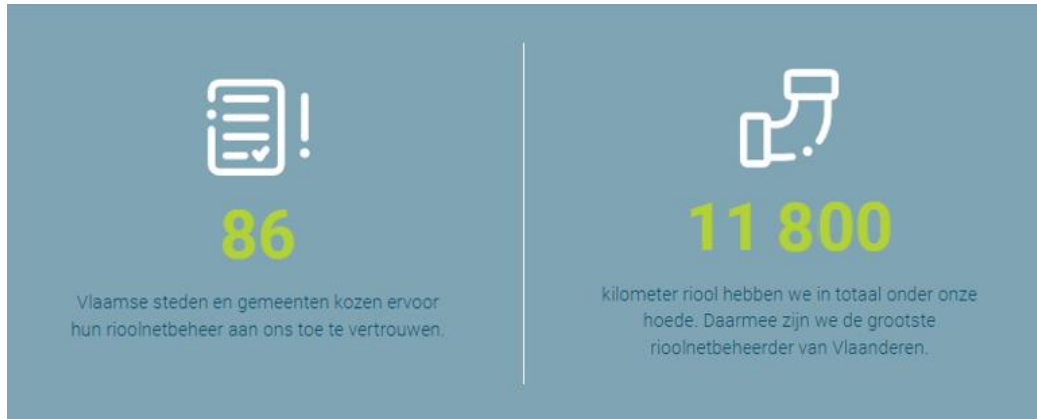 86
Vlaamse steden en gemeenten kozen ervoor
hun rioolnetbeheer aan ons toe te vertrouwen.
11 800
kilometer riool hebben we in totaal onder onze
hoede. Daarmee zijn we de grootste
rioolnetbeheerder van Vlaanderen.